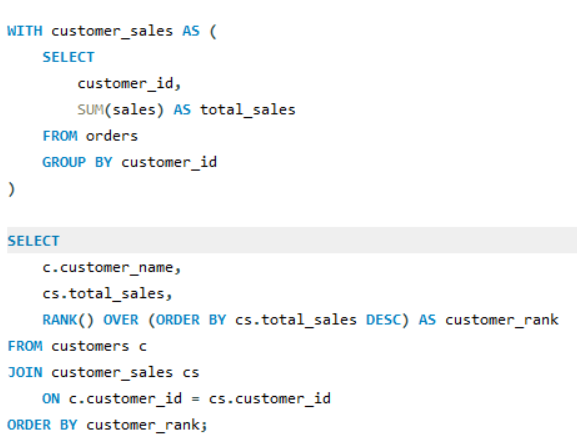 WITH customer_sales AS (
    SELECT
        customer_id,
        SUM(sales) AS total_sales
    FROM orders
    GROUP BY customer_id
)
SELECT
    c.customer_name,
    cs.total_sales,
    RANK() OVER (ORDER BY cs.total_sales DESC) AS customer_rank
FROM customers c
JOIN customer_sales cs
    ON c.customer_id = cs.customer_id
ORDER BY customer_rank;